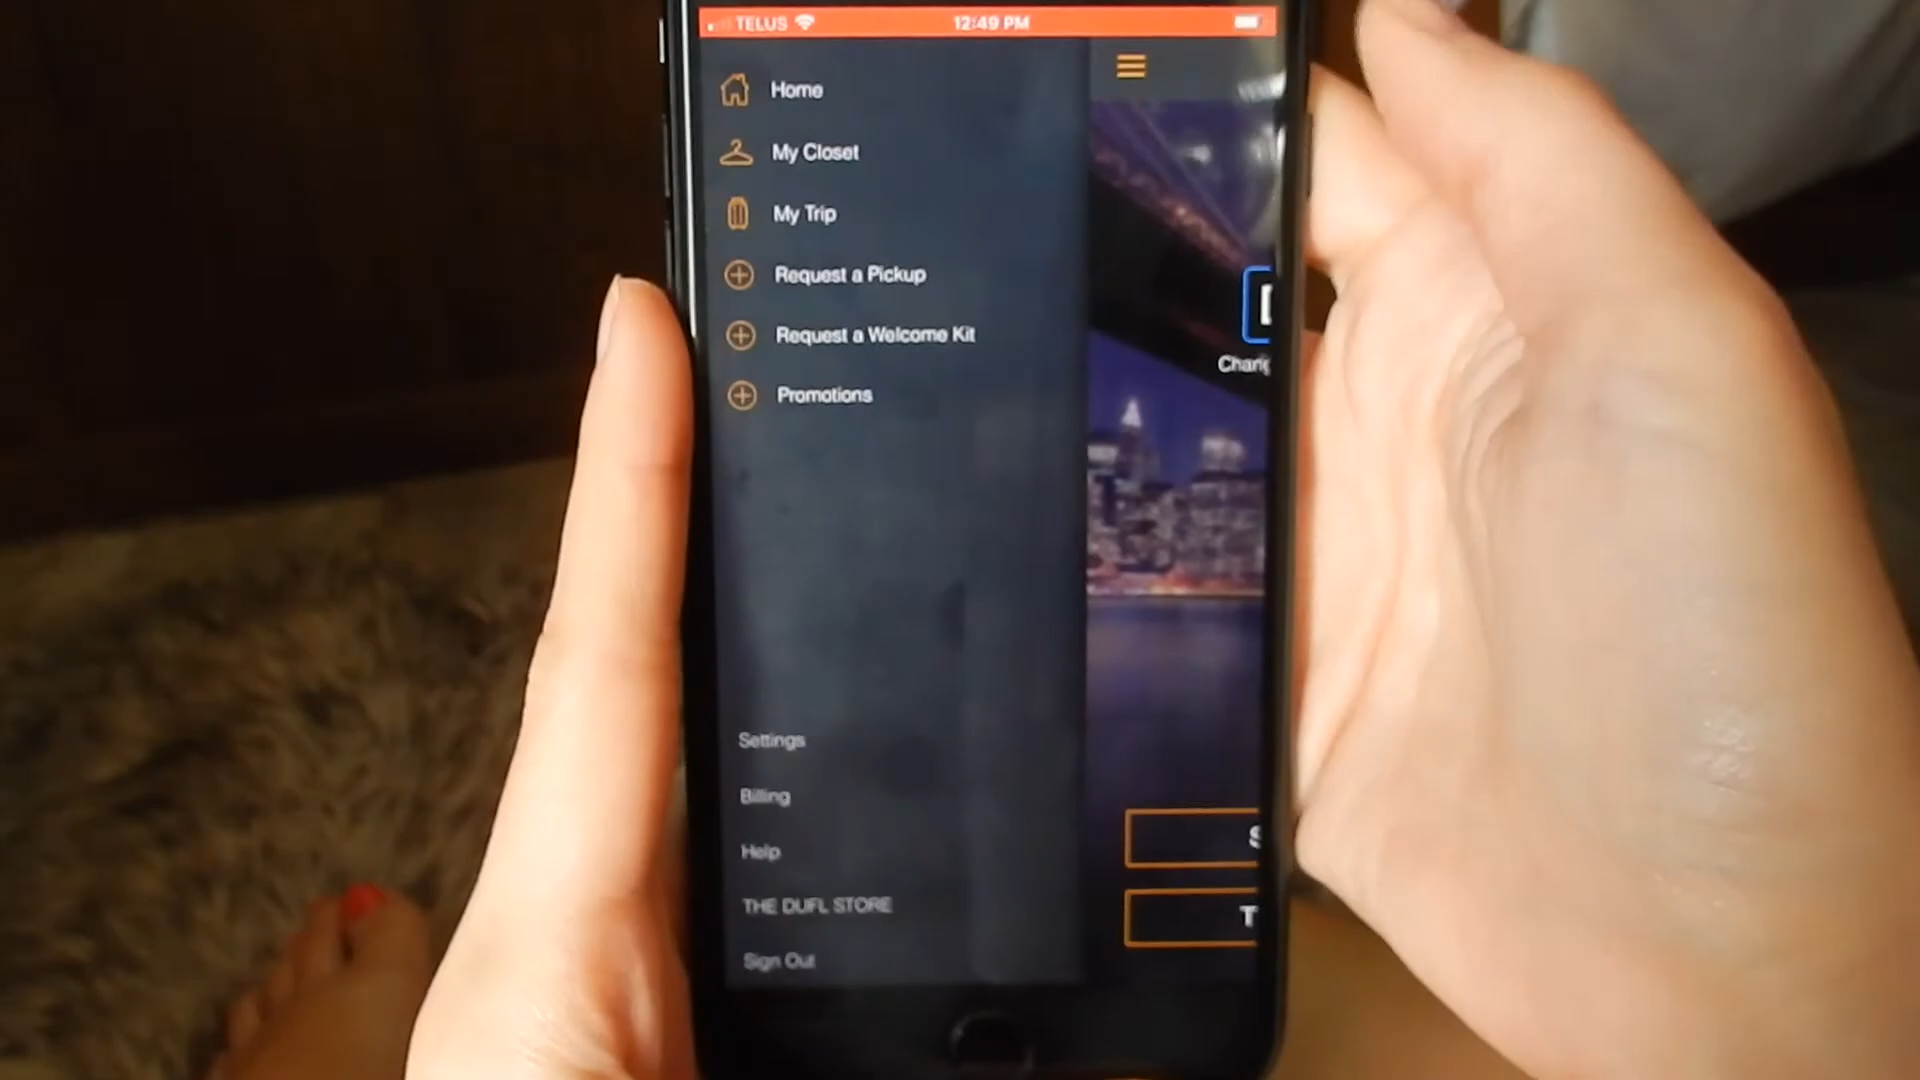 TELUS 12:49 PM
Home
My Closet
My Trip
Request a Pickup
Request a Welcome Kit
Promotions
Settings
Billing
Help
THE DUFL STORE
Sign Out